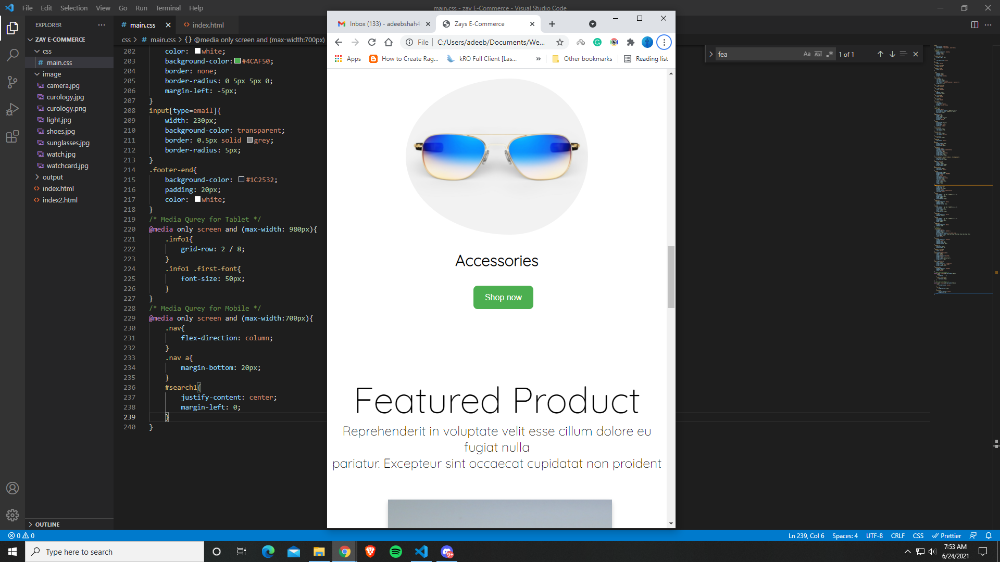 File Edit Selection View Go Run Terminal Help
main.css - zay E-Commerce - Visual Studio Code
EXPLORER
ZAY E-COMMERCE
css
# main.css
image
camera.jpg
curology.jpg
curology.png
light.jpg
shoes.jpg
sunglasses.jpg
watch.jpg
watchcard.jpg
output
index.html
index2.html
OUTLINE
# main.css
index.html
css > # main.css > {} @media only screen and (max-width:700px)
202 color: white;
203 background-color: #4CAF50;
204 border: none;
205 border-radius: 0 5px 5px 0;
206 margin-left: -5px;
207 }
208 input[type=email]{
209 width: 230px;
210 background-color: transparent;
211 border: 0.5px solid grey;
212 border-radius: 5px;
213 }
214 .footer-end{
215 background-color: #1C2532;
216 padding: 20px;
217 color: white;
218 }
219 /* Media Qurey for Tablet */
220 @media only screen and (max-width: 980px){
221 .info1{
222 grid-row: 2 / 8;
223 }
224 .info1 .first-font{
225 font-size: 50px;
226 }
227 }
228 /* Media Qurey for Mobile */
229 @media only screen and (max-width:700px){
230 .nav{
231 flex-direction: column;
232 }
233 .nav a{
234 margin-bottom: 20px;
235 }
236 #search1{
237 justify-content: center;
238 margin-left: 0;
239 }
240 }
Inbox (133) - adeebshah4
Zays E-Commerce
File | C:/Users/adeeb/Documents/We...
Apps
How to Create Rag...
kRO Full Client [Las...
»
Other bookmarks
Reading list
Accessories
Shop now
Featured Product
Reprehenderit in voluptate velit esse cillum dolore eu
fugiat nulla
pariatur. Excepteur sint occaecat cupidatat non proident
fea
Aa Abl .*
1 of 1
0 0
Ln 239, Col 6
Spaces: 4
UTF-8
CRLF
CSS
Prettier
Type here to search
9+
7:53 AM
6/24/2021